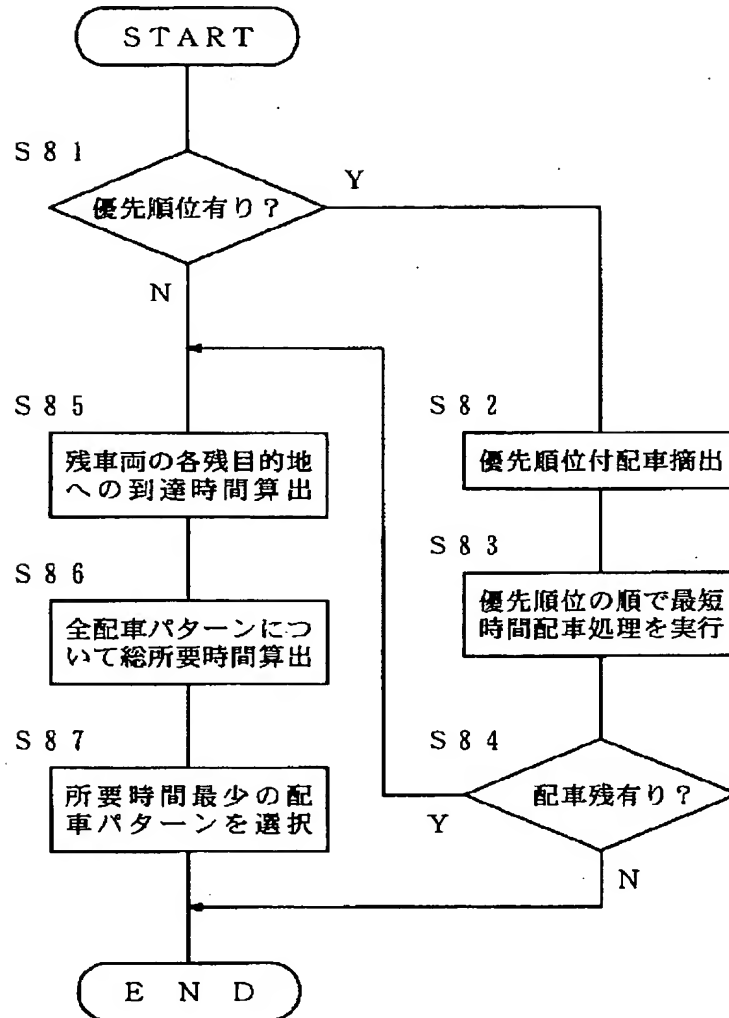 START
S81
優先順位有り?
Y
N
S85
残車両の各残目的地
への到達時間算出
S86
全配車パターンにつ
いて総所要時間算出
S87
所要時間最少の配
車パターンを選択
S82
優先順位付配車摘出
S83
優先順位の順で最短
時間配車処理を実行
S84
配車残有り?
Y
N
END